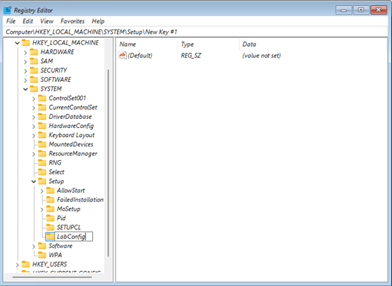 Registry Editor
File Edit View Favorites Help
Computer\HKEY_LOCAL_MACHINE\SYSTEM\Setup\New Key #1
Name Type Data
HKEY_LOCAL_MACHINE
(Default) REG_SZ (value not set)
HARDWARE
SAM
SECURITY
SOFTWARE
SYSTEM
ControlSet001
CurrentControlSet
DriverDatabase
HardwareConfig
Keyboard Layout
MountedDevices
ResourceManager
RNG
Select
Setup
AllowStart
FailedInstallation
MoSetup
Pid
SETUPCL
LabConfig
Software
WPA
HKEY_USERS
HKEY_CURRENT_CONFIG